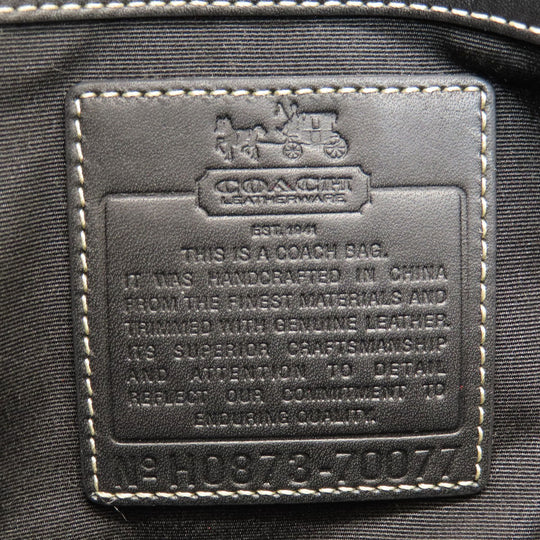 COACH
LEATHERWARE
EST. 1941
THIS IS A COACH BAG.
IT WAS HANDCRAFTED IN CHINA
FROM THE FINEST MATERIALS AND
TRIMMED WITH GENUINE LEATHER.
ITS SUPERIOR CRAFTSMANSHIP
AND ATTENTION TO DETAIL
REFLECT OUR COMMITMENT TO
ENDURING QUALITY.
Nº H0873-70077